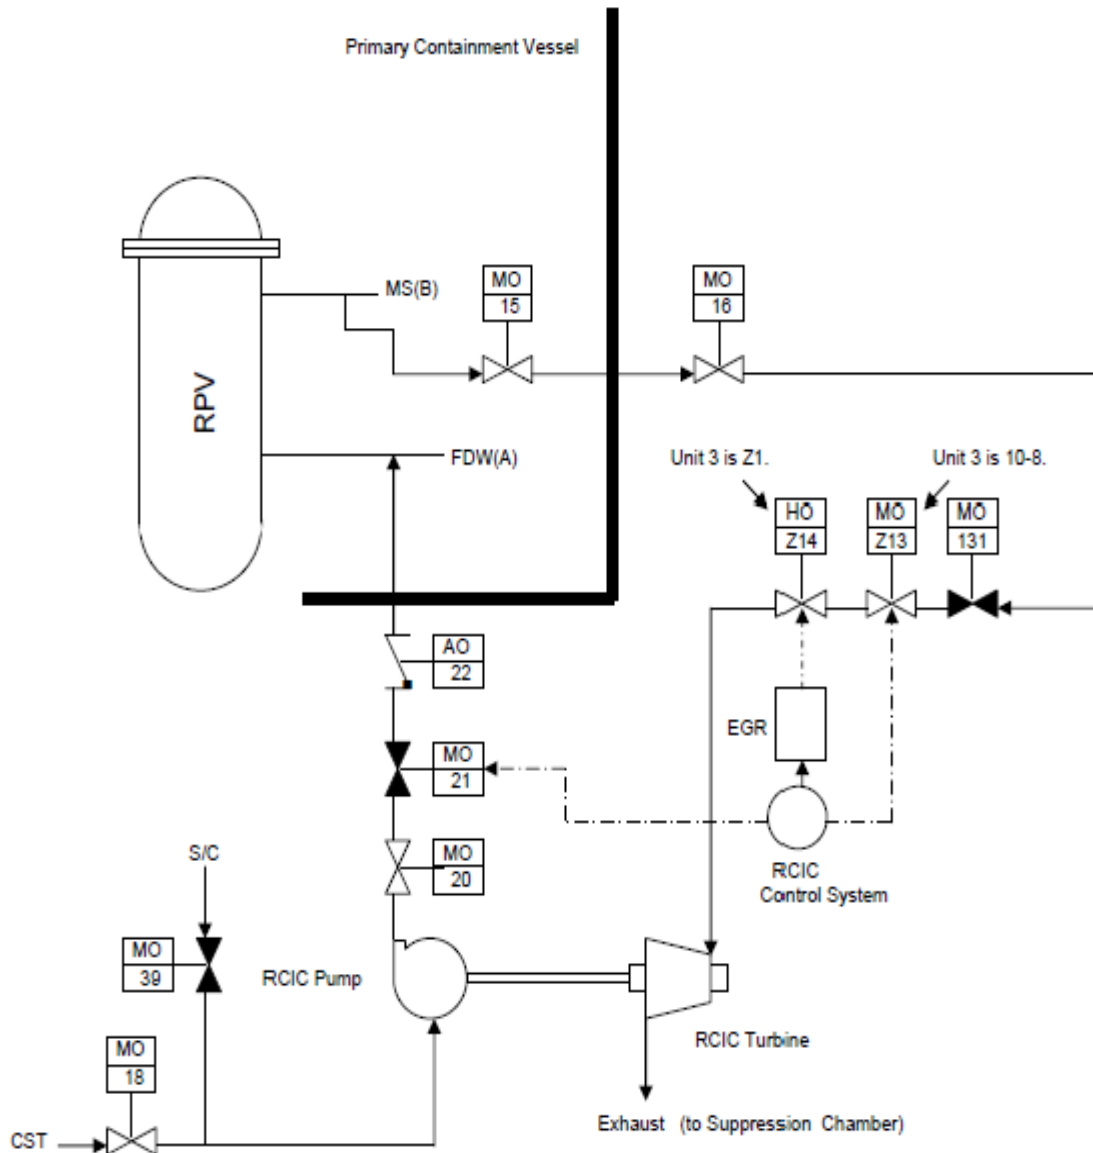 Primary Containment Vessel
MO
15
MO
16
MS(B)
RPV
FDW(A)
Unit 3 is Z1.
Unit 3 is 10-8.
HO
Z14
MO
Z13
MO
131
AO
22
EGR
MO
21
MO
20
RCIC
Control System
S/C
MO
39
RCIC Pump
RCIC Turbine
MO
18
CST
Exhaust (to Suppression Chamber)